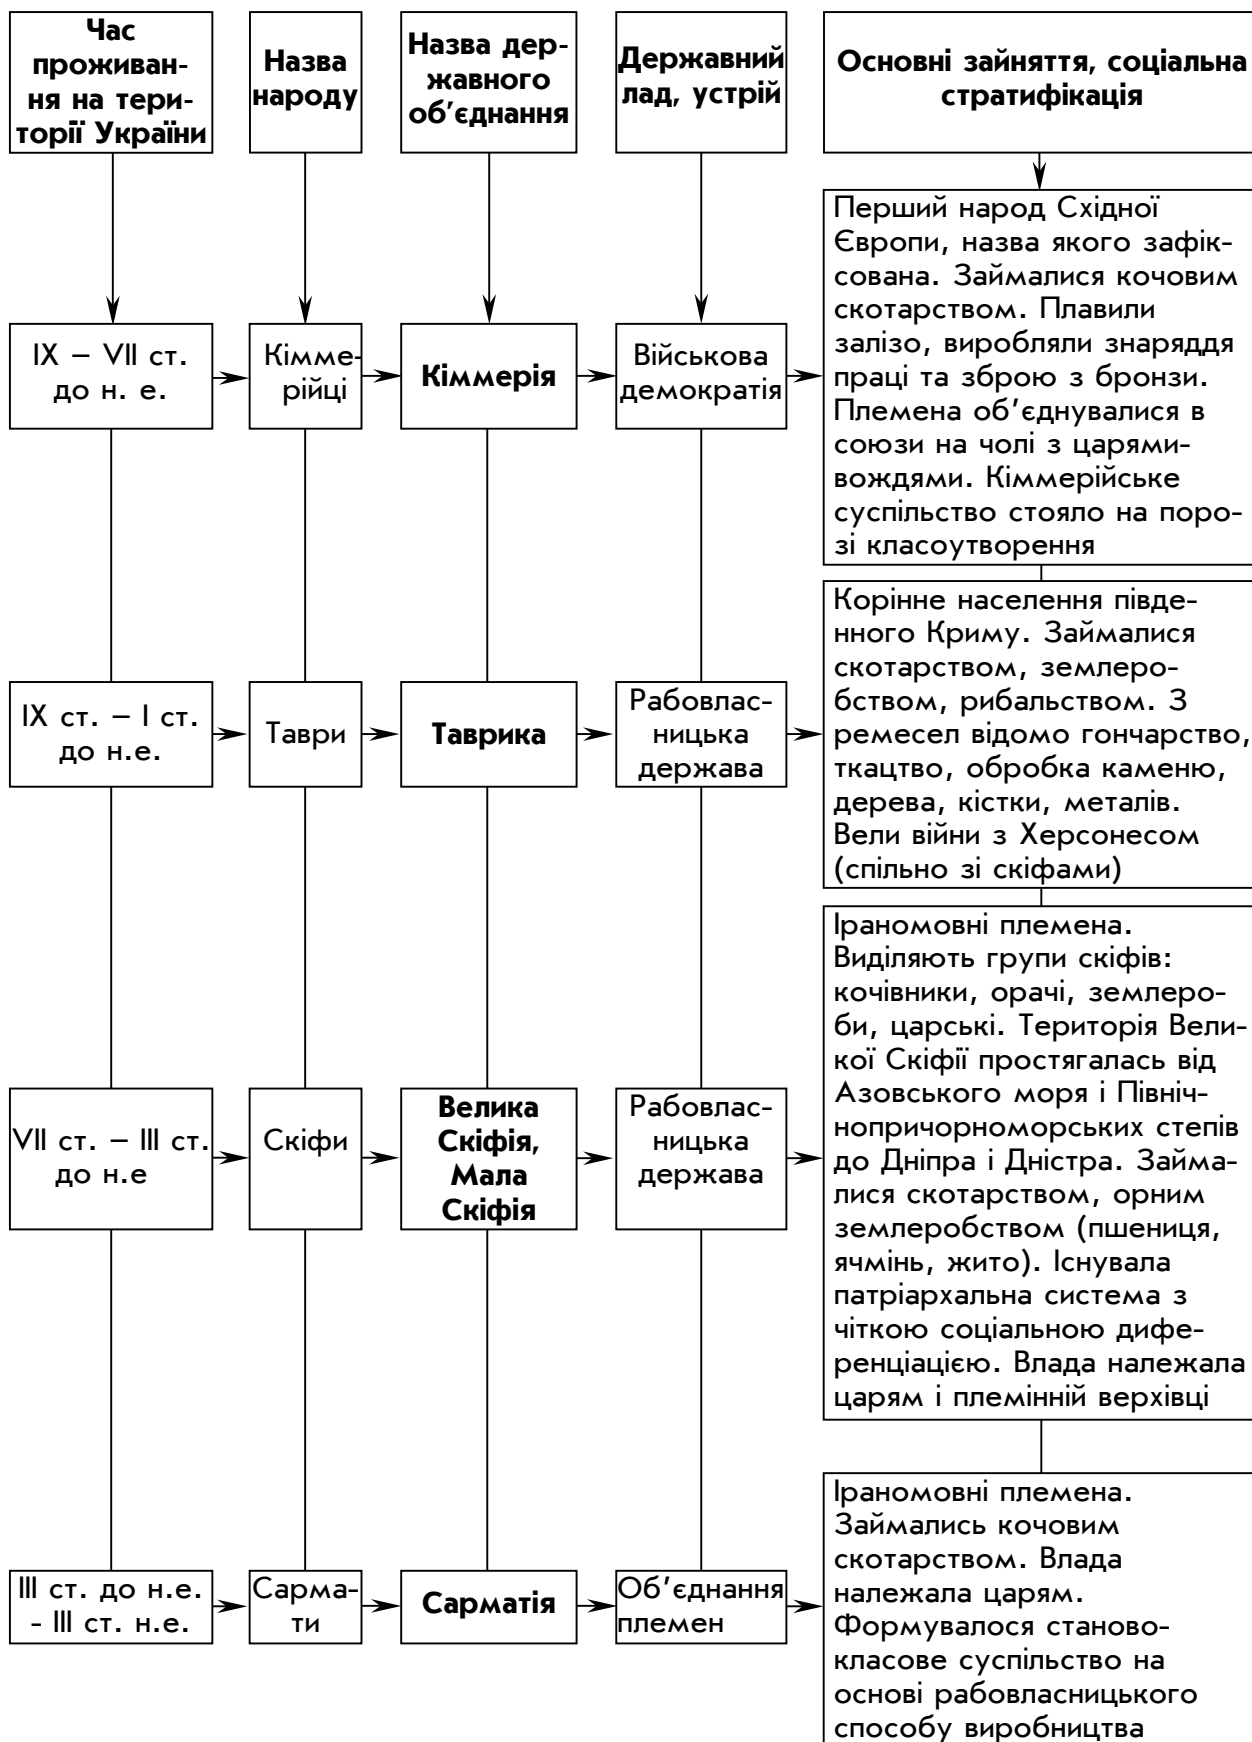 Час
проживан-
ня на тери-
торії України
Назва
народу
Назва дер-
жавного
об’єднання
Державний
лад, устрій
Основні зайняття, соціальна
стратифікація
IX – VII ст.
до н. е.
Кімме-
рійці
Кіммерія
Військова
демократія
Перший народ Східної
Європи, назва якого зафік-
сована. Займалися кочовим
скотарством. Плавили
залізо, виробляли знаряддя
праці та зброю з бронзи.
Племена об’єднувалися в
союзи на чолі з царями-
вождями. Кіммерійське
суспільство стояло на поро-
зі класоутворення
IX ст. – I ст.
до н.е.
Таври
Таврика
Рабовлас-
ницька
держава
Корінне населення півде-
нного Криму. Займалися
скотарством, землеро-
бством, рибальством. З
ремесел відомо гончарство,
ткацтво, обробка каменю,
дерева, кістки, металів.
Вели війни з Херсонесом
(спільно зі скіфами)
VII ст. – III ст.
до н.е
Скіфи
Велика
Скіфія,
Мала
Скіфія
Рабовлас-
ницька
держава
Іраномовні племена.
Виділяють групи скіфів:
кочівники, орачі, землеро-
би, царські. Територія Вели-
кої Скіфії простягалась від
Азовського моря і Північ-
нопричорноморських степів
до Дніпра і Дністра. Займа-
лися скотарством, орним
землеробством (пшениця,
ячмінь, жито). Існувала
патріархальна система з
чіткою соціальною дифе-
ренціацією. Влада належала
царям і племінній верхівці
III ст. до н.е.
- III ст. н.е.
Сарма-
ти
Сарматія
Об’єднання
племен
Іраномовні племена.
Займались кочовим
скотарством. Влада
належала царям.
Формувалося станово-
класове суспільство на
основі рабовласницького
способу виробництва